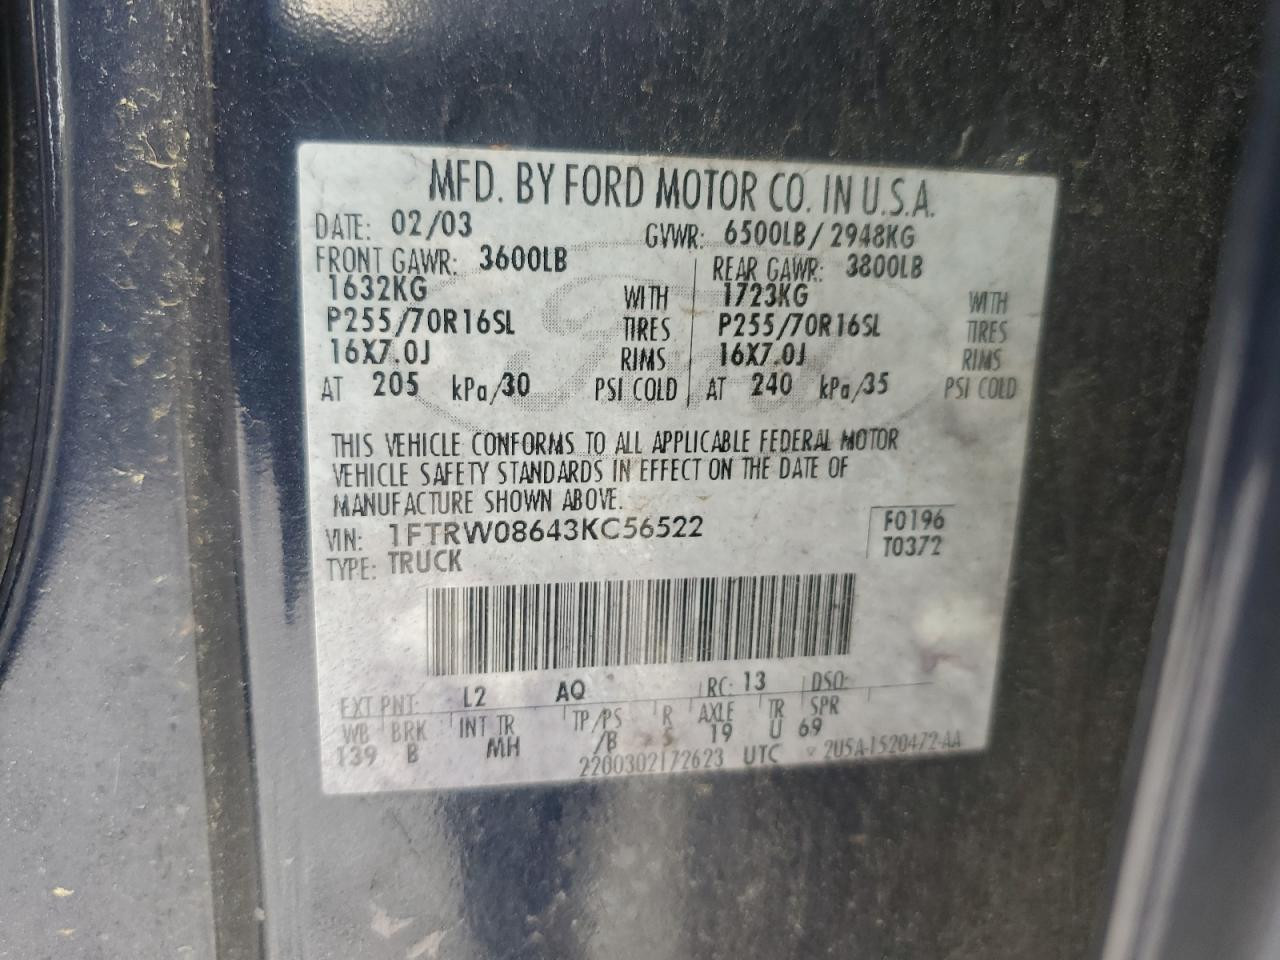 MFD. BY FORD MOTOR CO. IN U.S.A.
DATE: 02/03 GVWR: 6500LB/2948KG
FRONT GAWR: 3600LB REAR GAWR: 3800LB
1632KG WITH 1723KG WITH
P255/70R16SL TIRES P255/70R16SL TIRES
16X7.0J RIMS 16X7.0J RIMS
AT 205 kPa/30 PSI COLD AT 240 kPa/35 PSI COLD
THIS VEHICLE CONFORMS TO ALL APPLICABLE FEDERAL MOTOR
VEHICLE SAFETY STANDARDS IN EFFECT ON THE DATE OF
MANUFACTURE SHOWN ABOVE.
VIN: 1FTRW08643KC56522 F0196
TYPE: TRUCK T0372
EXT PNT: L2 AQ RC: 13 DSO:
WB BRK INT TR TP/PS R AXLE TR SPR
139 B MH /B 5 19 U 69
2200302172623 UTC 2U5A-1520472-AA